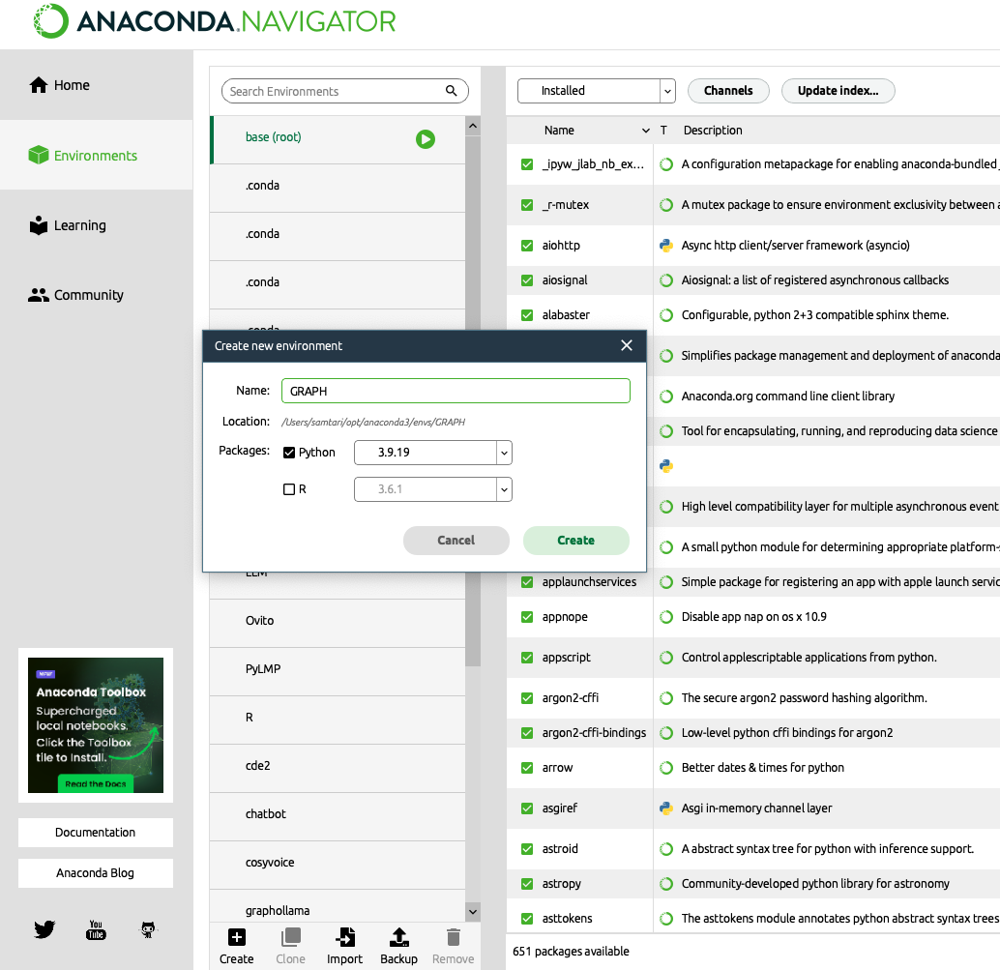 ANACONDA.NAVIGATOR
Home
Environments
Learning
Community
NEW
Anaconda Toolbox
Supercharged
local notebooks.
Click the Toolbox
tile to Install.
Read the Docs
Documentation
Anaconda Blog
You
Tube
Search Environments
base (root)
.conda
.conda
.conda
.conda
LLM
Ovito
PyLMP
R
cde2
chatbot
cosyvoice
graphollama
Create
Clone
Import
Backup
Remove
Create new environment
Name: GRAPH
Location: /Users/samtari/opt/anaconda3/envs/GRAPH
Packages: Python 3.9.19
R 3.6.1
Cancel Create
Installed Channels Update index...
Name T Description
_ipyw_jlab_nb_ex... A configuration metapackage for enabling anaconda-bundled
_r-mutex A mutex package to ensure environment exclusivity between a
aiohttp Async http client/server framework (asyncio)
aiosignal Aiosignal: a list of registered asynchronous callbacks
alabaster Configurable, python 2+3 compatible sphinx theme.
Simplifies package management and deployment of anaconda
Anaconda.org command line client library
Tool for encapsulating, running, and reproducing data science
High level compatibility layer for multiple asynchronous event
A small python module for determining appropriate platform-s
applaunchservices Simple package for registering an app with apple launch servic
appnope Disable app nap on os x 10.9
appscript Control applescriptable applications from python.
argon2-cffi The secure argon2 password hashing algorithm.
argon2-cffi-bindings Low-level python cffi bindings for argon2
arrow Better dates & times for python
asgiref Asgi in-memory channel layer
astroid A abstract syntax tree for python with inference support.
astropy Community-developed python library for astronomy
asttokens The asttokens module annotates python abstract syntax trees
651 packages available